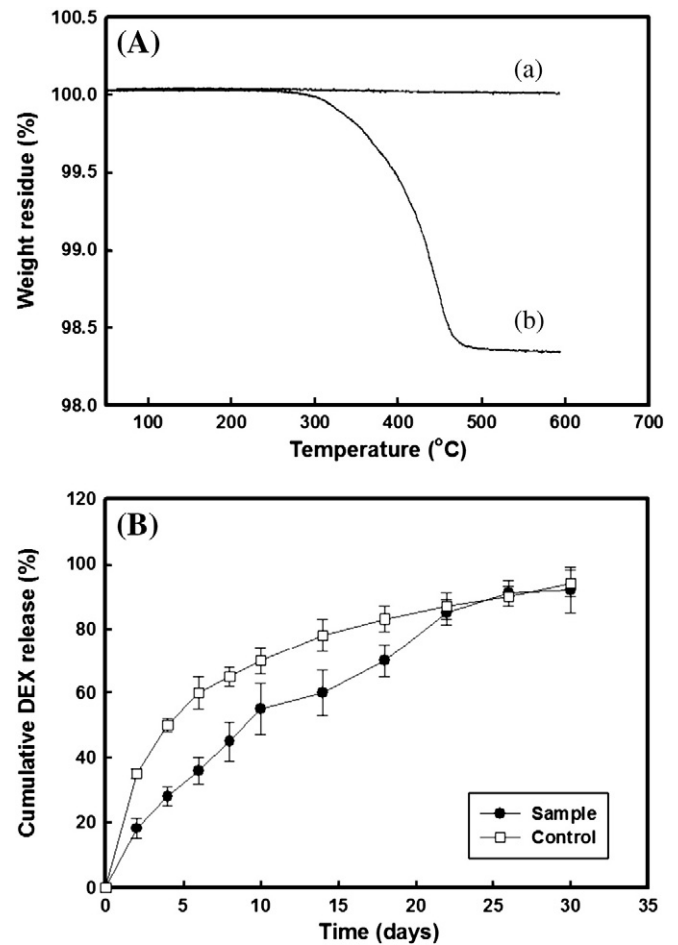 (A)
100.5
100.0
99.5
99.0
98.5
98.0
Weight residue (%)
(a)
(b)
100 200 300 400 500 600 700
Temperature (°C)
(B)
120
100
80
60
40
20
0
Cumulative DEX release (%)
Sample
Control
0 5 10 15 20 25 30 35
Time (days)